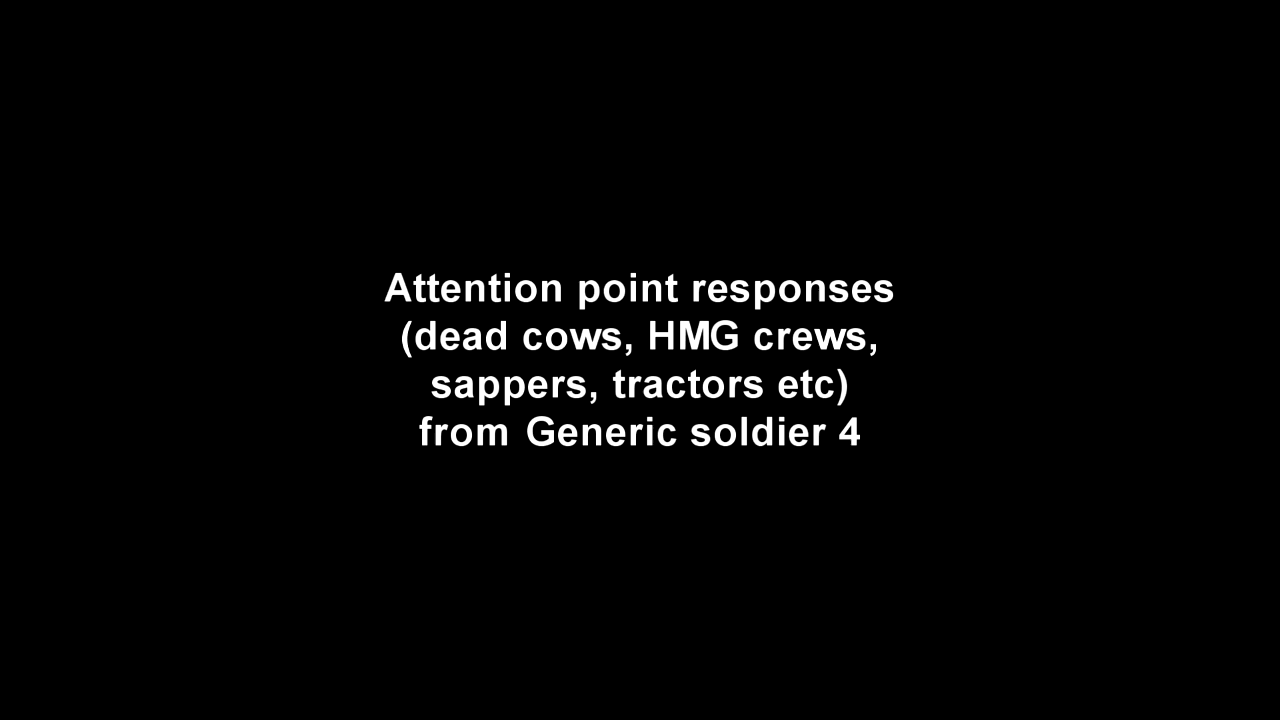 Attention point responses
(dead cows, HMG crews,
sappers, tractors etc)
from Generic soldier 4